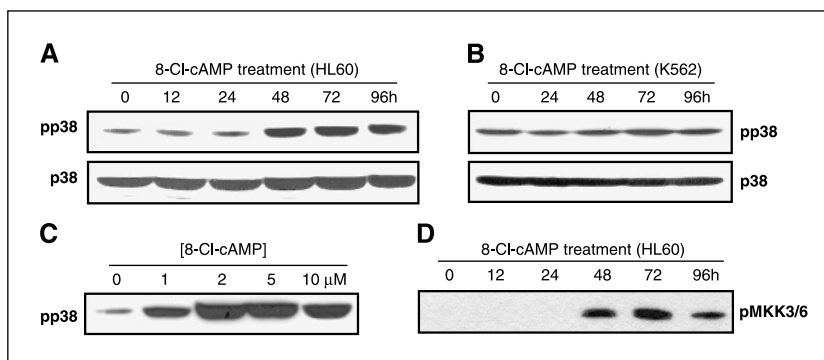 A
8-Cl-cAMP treatment (HL60)
0 12 24 48 72 96h
pp38
p38
B
8-Cl-cAMP treatment (K562)
0 24 48 72 96h
pp38
p38
C
[8-Cl-cAMP]
0 1 2 5 10 μM
pp38
D
8-Cl-cAMP treatment (HL60)
0 12 24 48 72 96h
pMKK3/6